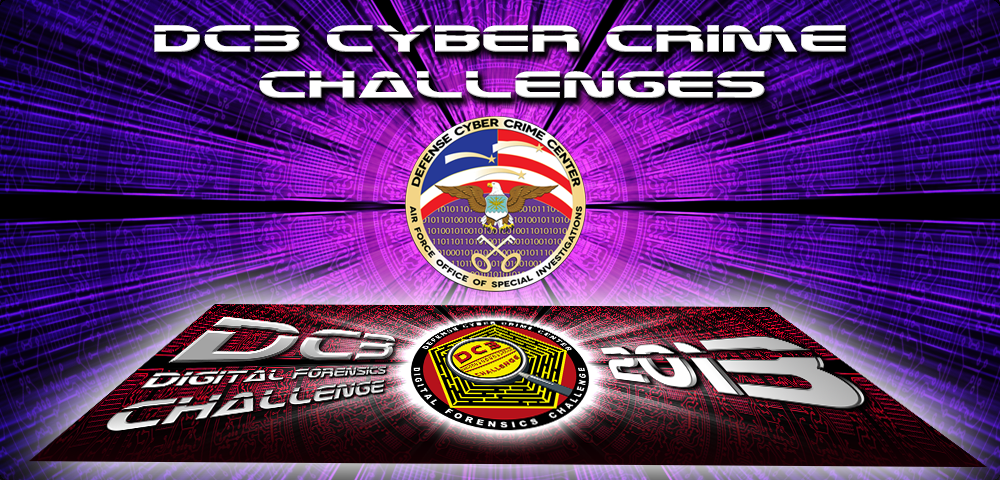 DC3 CYBER CRIME
CHALLENGES
DEFENSE CYBER CRIME CENTER
AIR FORCE OFFICE OF SPECIAL INVESTIGATIONS
DC3
DIGITAL FORENSICS
CHALLENGE
DEFENSE CYBER CRIME CENTER
DC3
CHALLENGE
DIGITAL FORENSICS CHALLENGE
2013